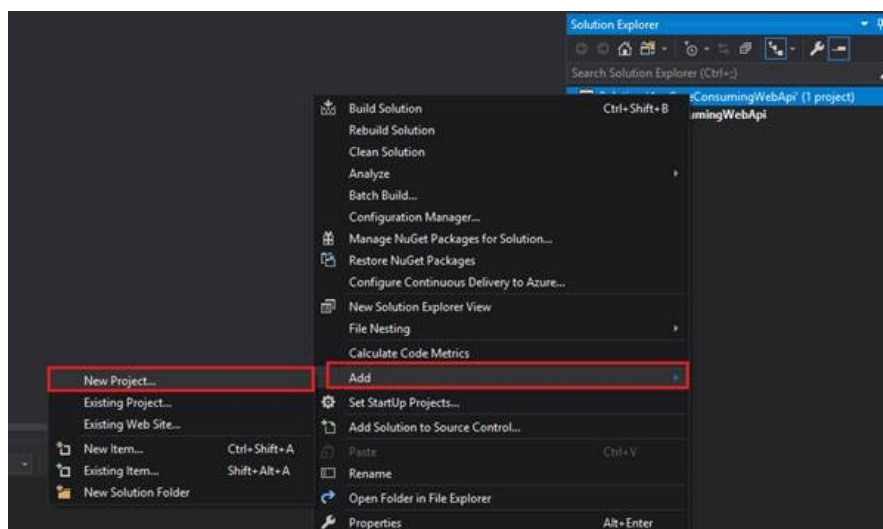 Solution Explorer
Search Solution Explorer (Ctrl+;)
eConsumingWebApi' (1 project)
umingWebApi
Build Solution Ctrl+Shift+B
Rebuild Solution
Clean Solution
Analyze
Batch Build...
Configuration Manager...
Manage NuGet Packages for Solution...
Restore NuGet Packages
Configure Continuous Delivery to Azure...
New Solution Explorer View
File Nesting
Calculate Code Metrics
Add
Set StartUp Projects...
Add Solution to Source Control...
Paste Ctrl+V
Rename
Open Folder in File Explorer
Properties Alt+Enter
New Project...
Existing Project...
Existing Web Site...
New Item... Ctrl+Shift+A
Existing Item... Shift+Alt+A
New Solution Folder